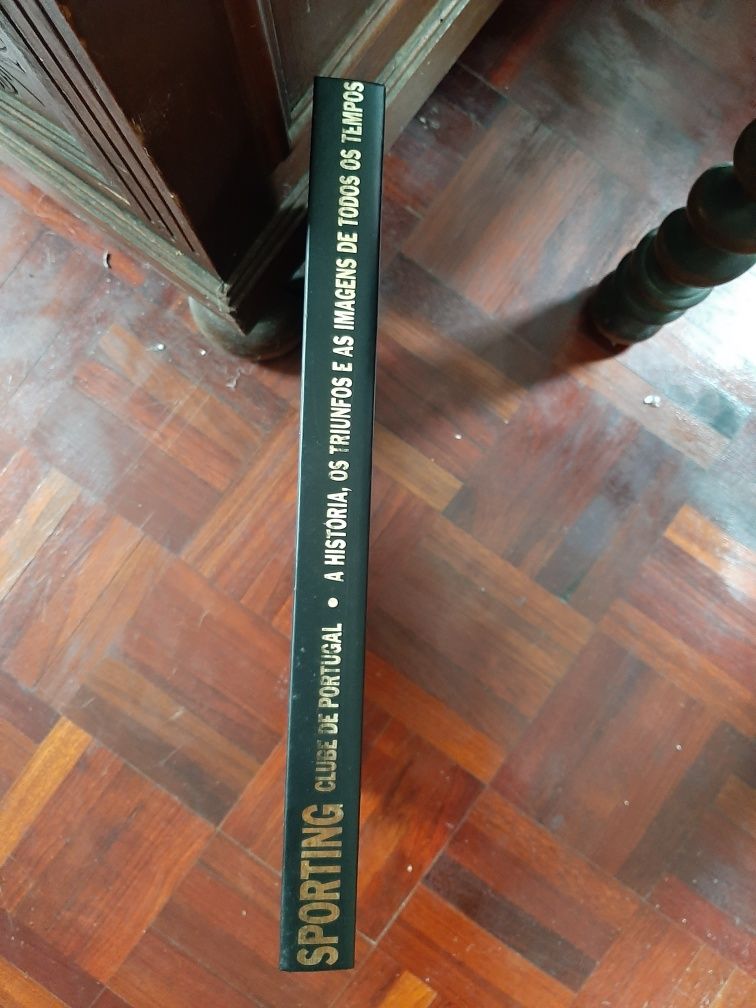 SPORTING CLUBE DE PORTUGAL • A HISTÓRIA, OS TRIUNFOS E AS IMAGENS DE TODOS OS TEMPOS